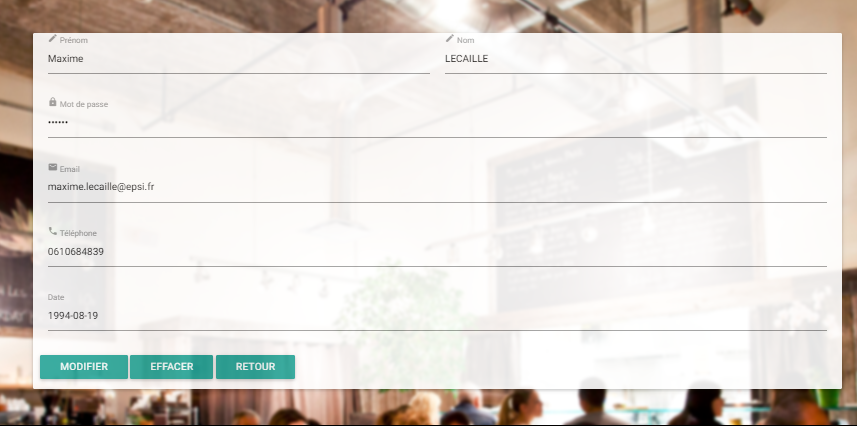 Prénom
Nom
Maxime
LECAILLE
Mot de passe
••••••
Email
maxime.lecaille@epsi.fr
Téléphone
0610684839
Date
1994-08-19
MODIFIER
EFFACER
RETOUR